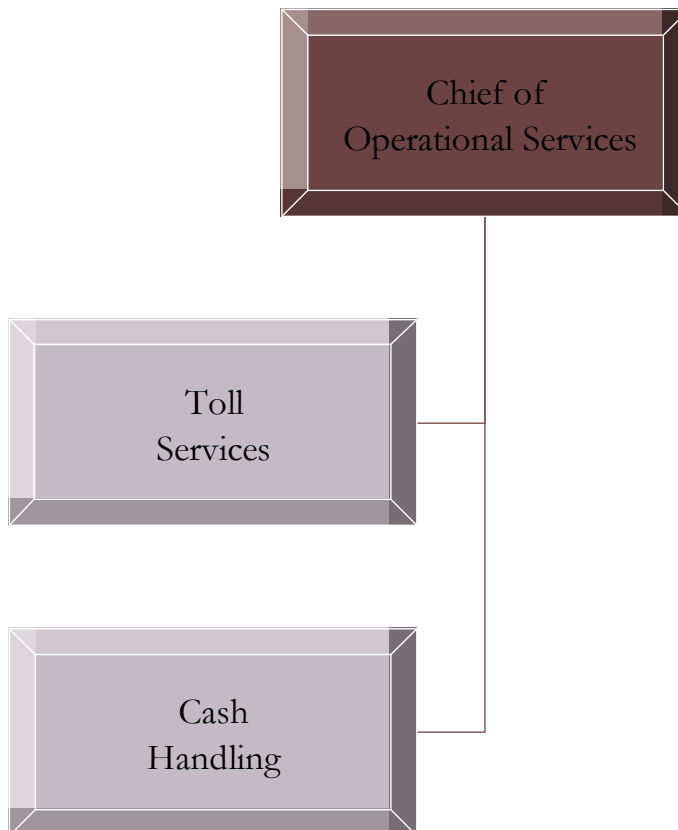 Chief of
Operational Services
Toll
Services
Cash
Handling